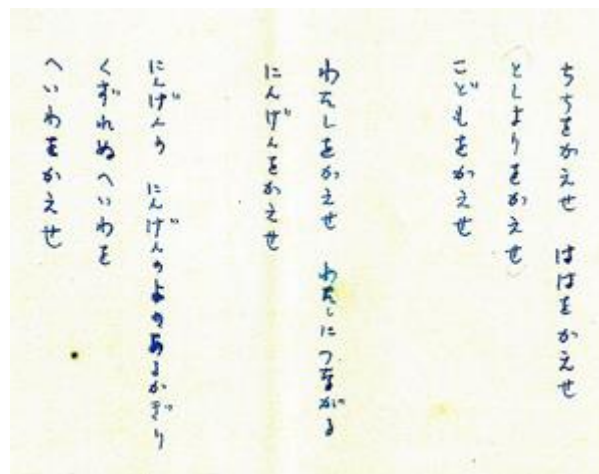 ちちをかえせ　ははをかえせ
としよりをかえせ
こどもをかえせ
わたしをかえせ　わたしにつながる
にんげんをかえせ
にんげんの　にんげんのよのあるかぎり
くずれぬへいわを
へいわをかえせ